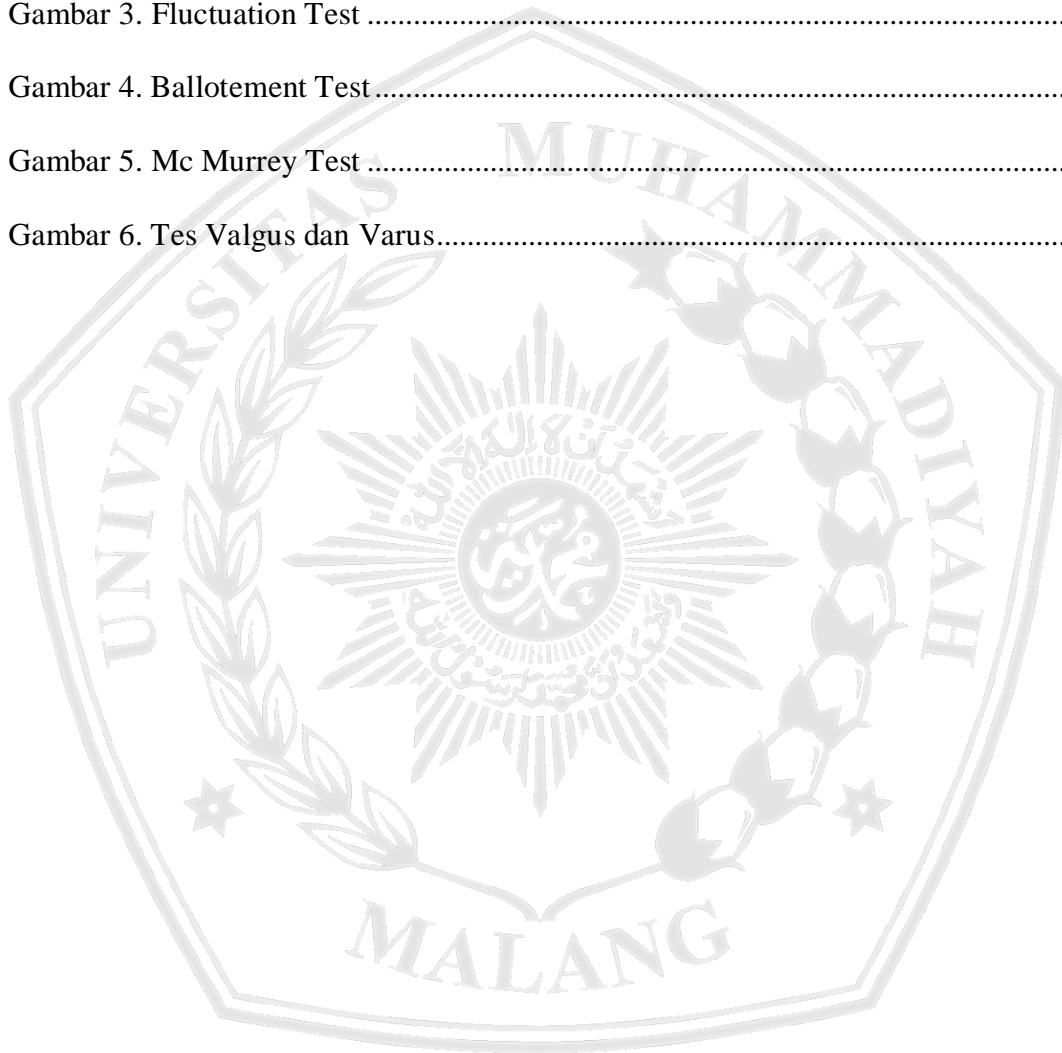 Gambar 3. Fluctuation Test ................................................................................
Gambar 4. Ballotement Test ...............................................................................
Gambar 5. Mc Murrey Test ................................................................................
Gambar 6. Tes Valgus dan Varus........................................................................
UNIVERSITAS MUHAMMADIYAH
MALANG